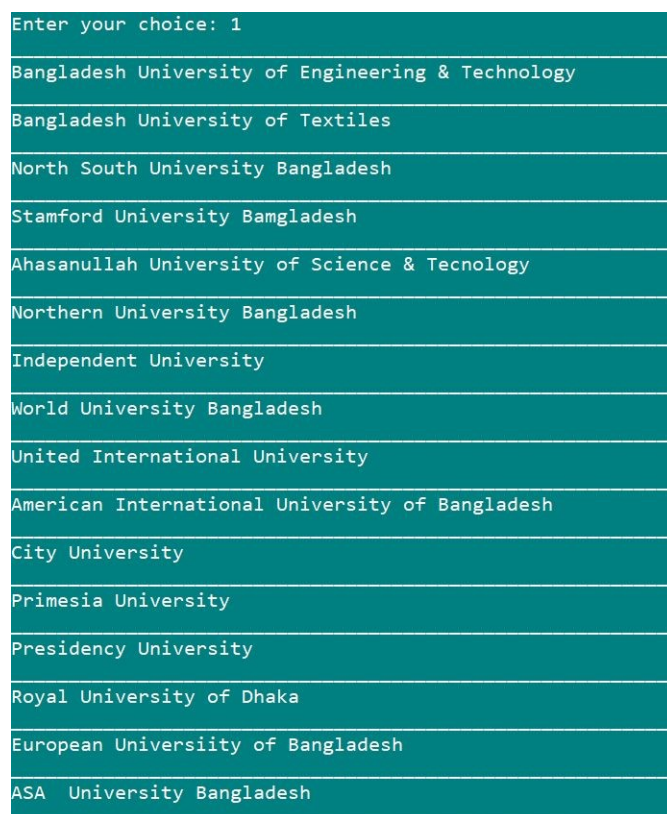 Enter your choice: 1
Bangladesh University of Engineering & Technology
Bangladesh University of Textiles
North South University Bangladesh
Stamford University Bamgladesh
Ahasanullah University of Science & Tecnology
Northern University Bangladesh
Independent University
World University Bangladesh
United International University
American International University of Bangladesh
City University
Primesia University
Presidency University
Royal University of Dhaka
European Universiity of Bangladesh
ASA  University Bangladesh